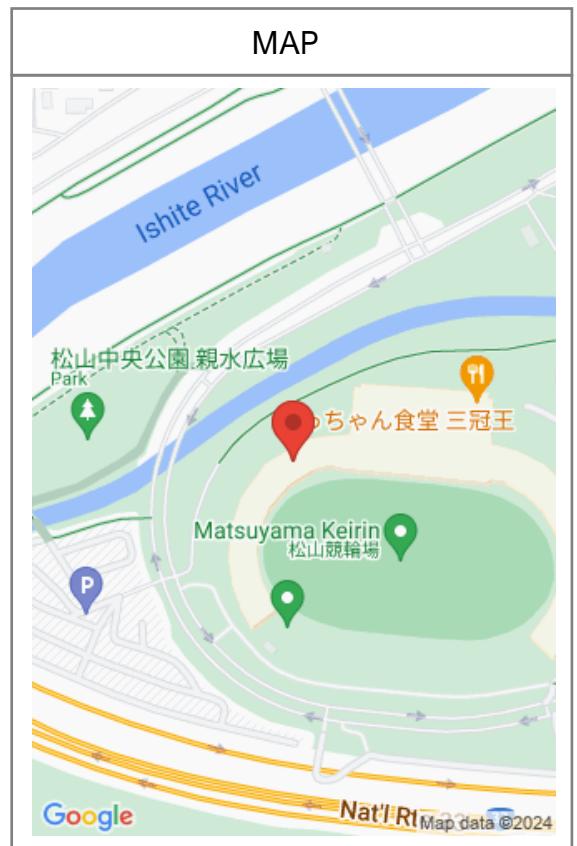 MAP
Ishite River
松山中央公園 親水広場
Park
ちゃん食堂 三冠王
Matsuyama Keirin
松山競輪場
P
Google
Nat'l Rt
Map data ©2024